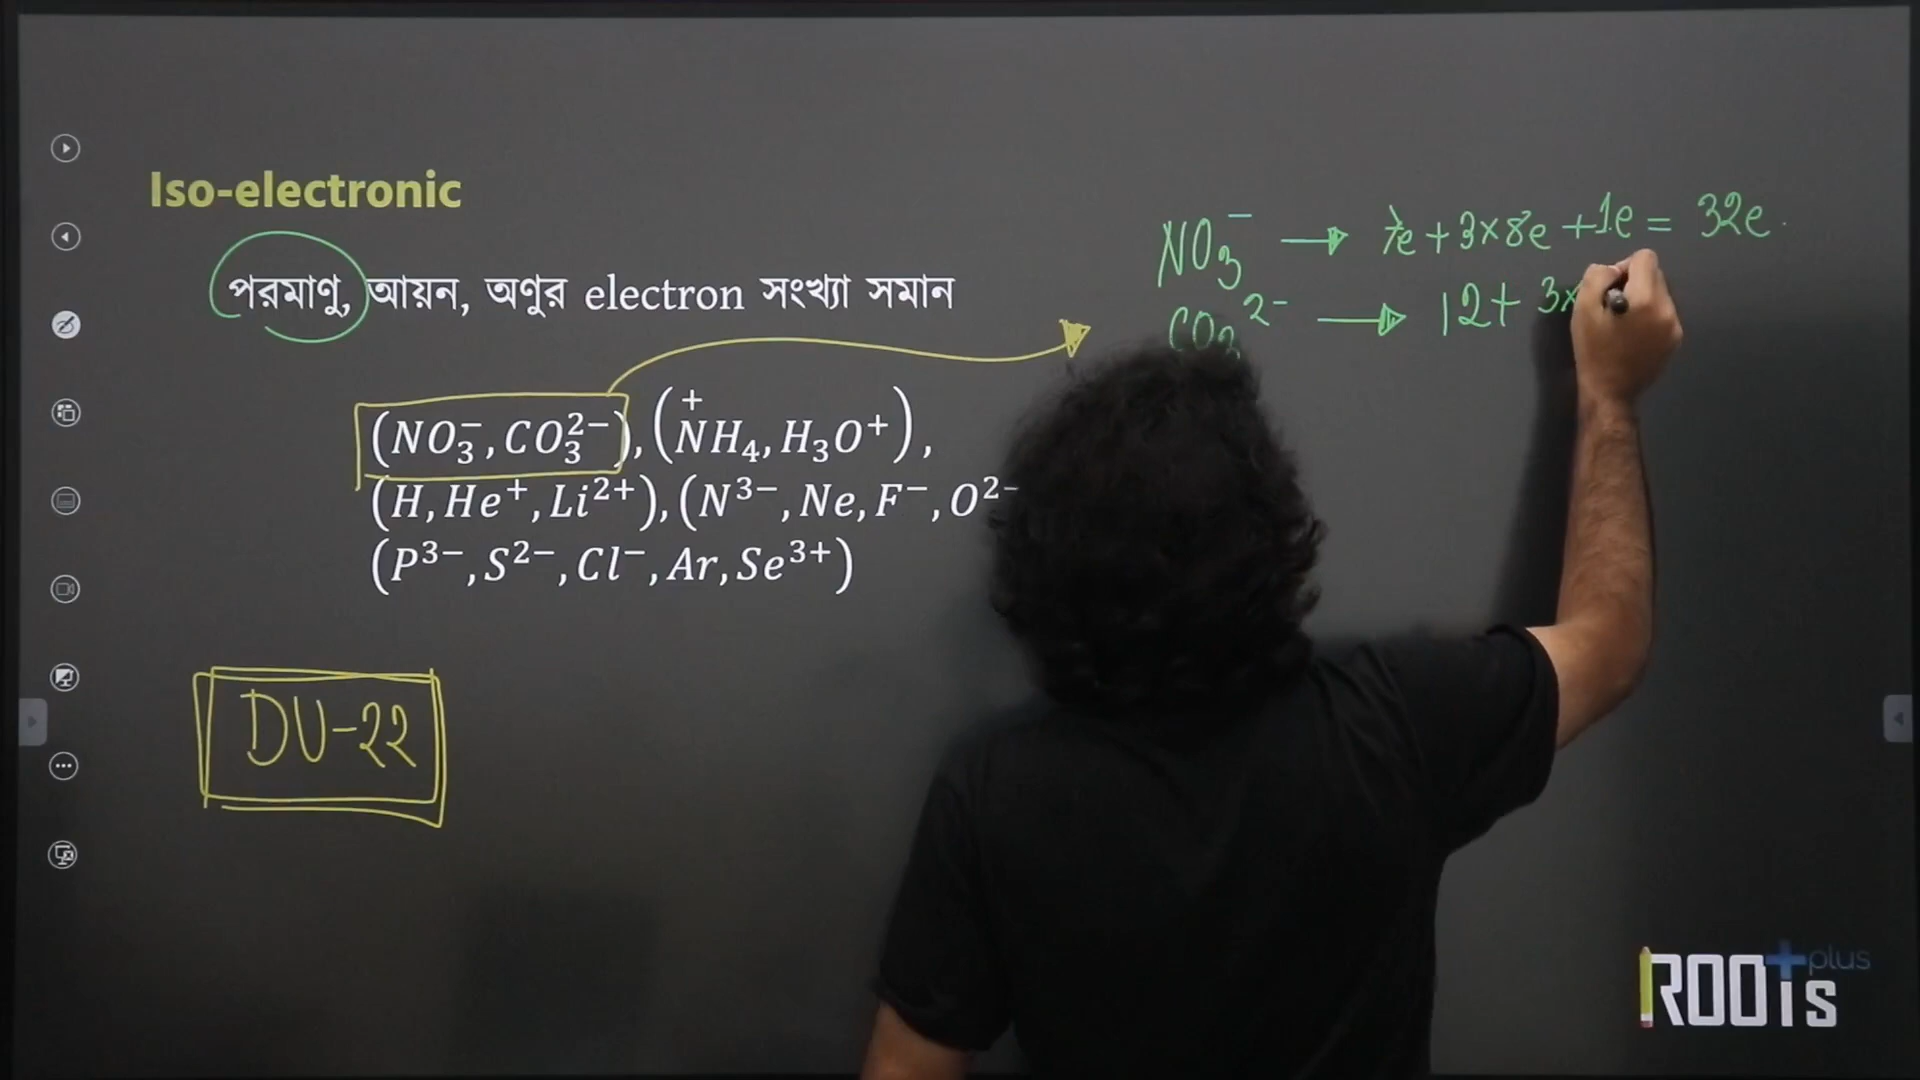 Iso-electronic
পরমাণু, আয়ন, অণুর electron সংখ্যা সমান
(NO₃⁻, CO₃²⁻), (N⁺H₄, H₃O⁺),
(H, He⁺, Li²⁺), (N³⁻, Ne, F⁻, O²⁻
(P³⁻, S²⁻, Cl⁻, Ar, Se³⁺)
DU-22
NO₃⁻ → 7e + 3×8e + 1e = 32e.
CO₃²⁻ → 12 + 3×
ROOTs plus